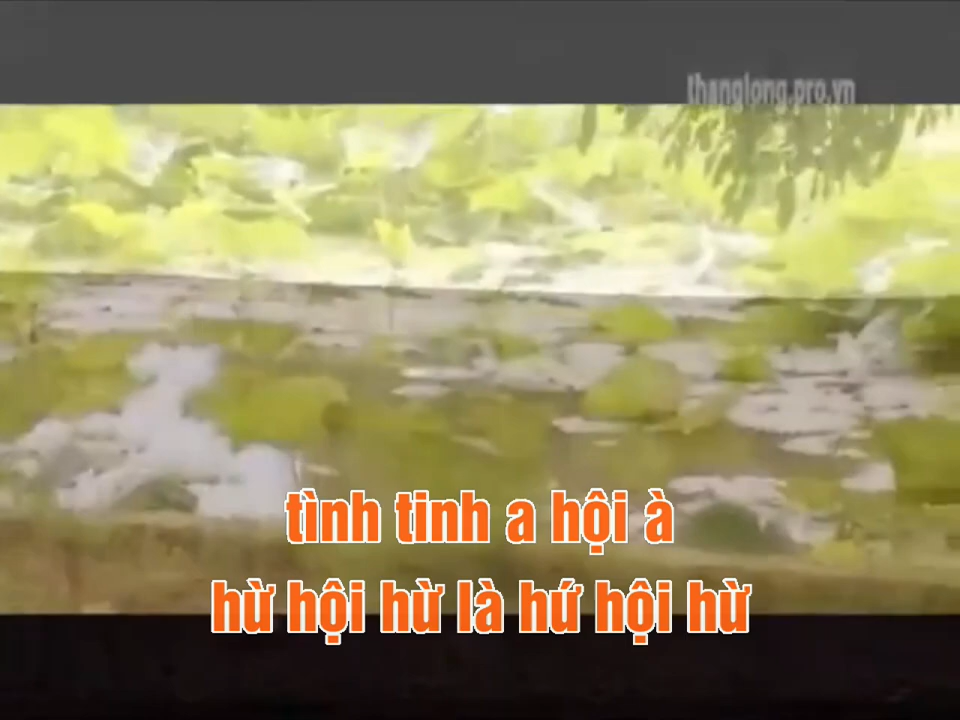 thanglong.pro.vn
tình tinh a hội à
hừ hội hừ là hứ hội hừ